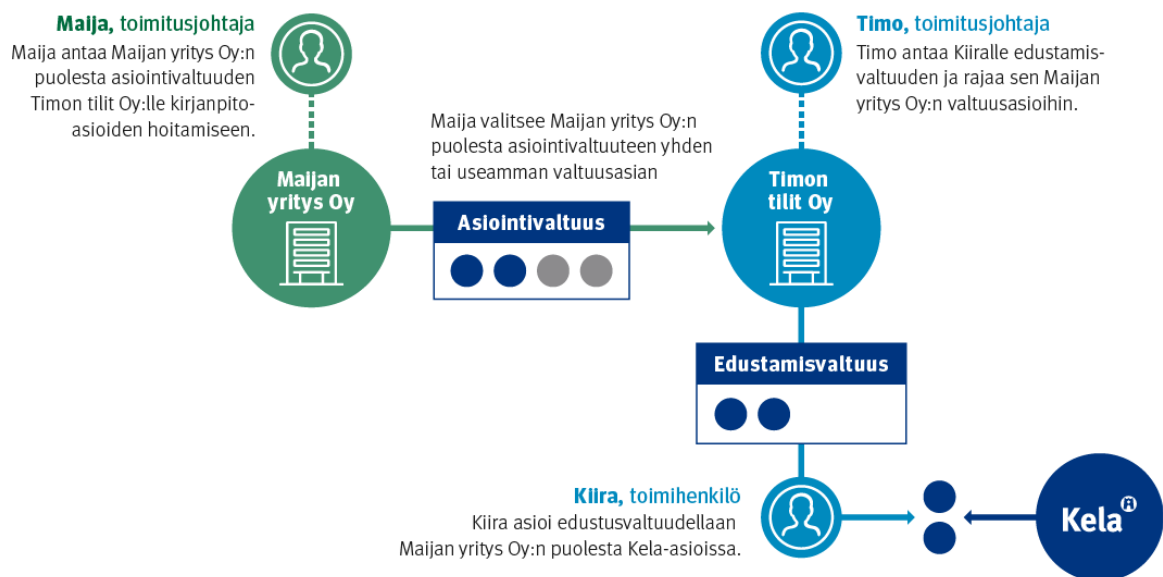 Maija, toimitusjohtaja
Maija antaa Maijan yritys Oy:n
puolesta asiointivaltuuden
Timon tilit Oy:lle kirjanpito-
asioiden hoitamiseen.
Timo, toimitusjohtaja
Timo antaa Kiiralle edustamis-
valtuuden ja rajaa sen Maijan
yritys Oy:n valtuusasioihin.
Maija valitsee Maijan yritys Oy:n
puolesta asiointivaltuuteen yhden
tai useamman valtuusasian
Maijan
yritys Oy
Asiointivaltuus
Timon
tilit Oy
Edustamisvaltuus
Kiira, toimihenkilö
Kiira asioi edustusvaltuudellaan
Maijan yritys Oy:n puolesta Kela-asioissa.
Kela